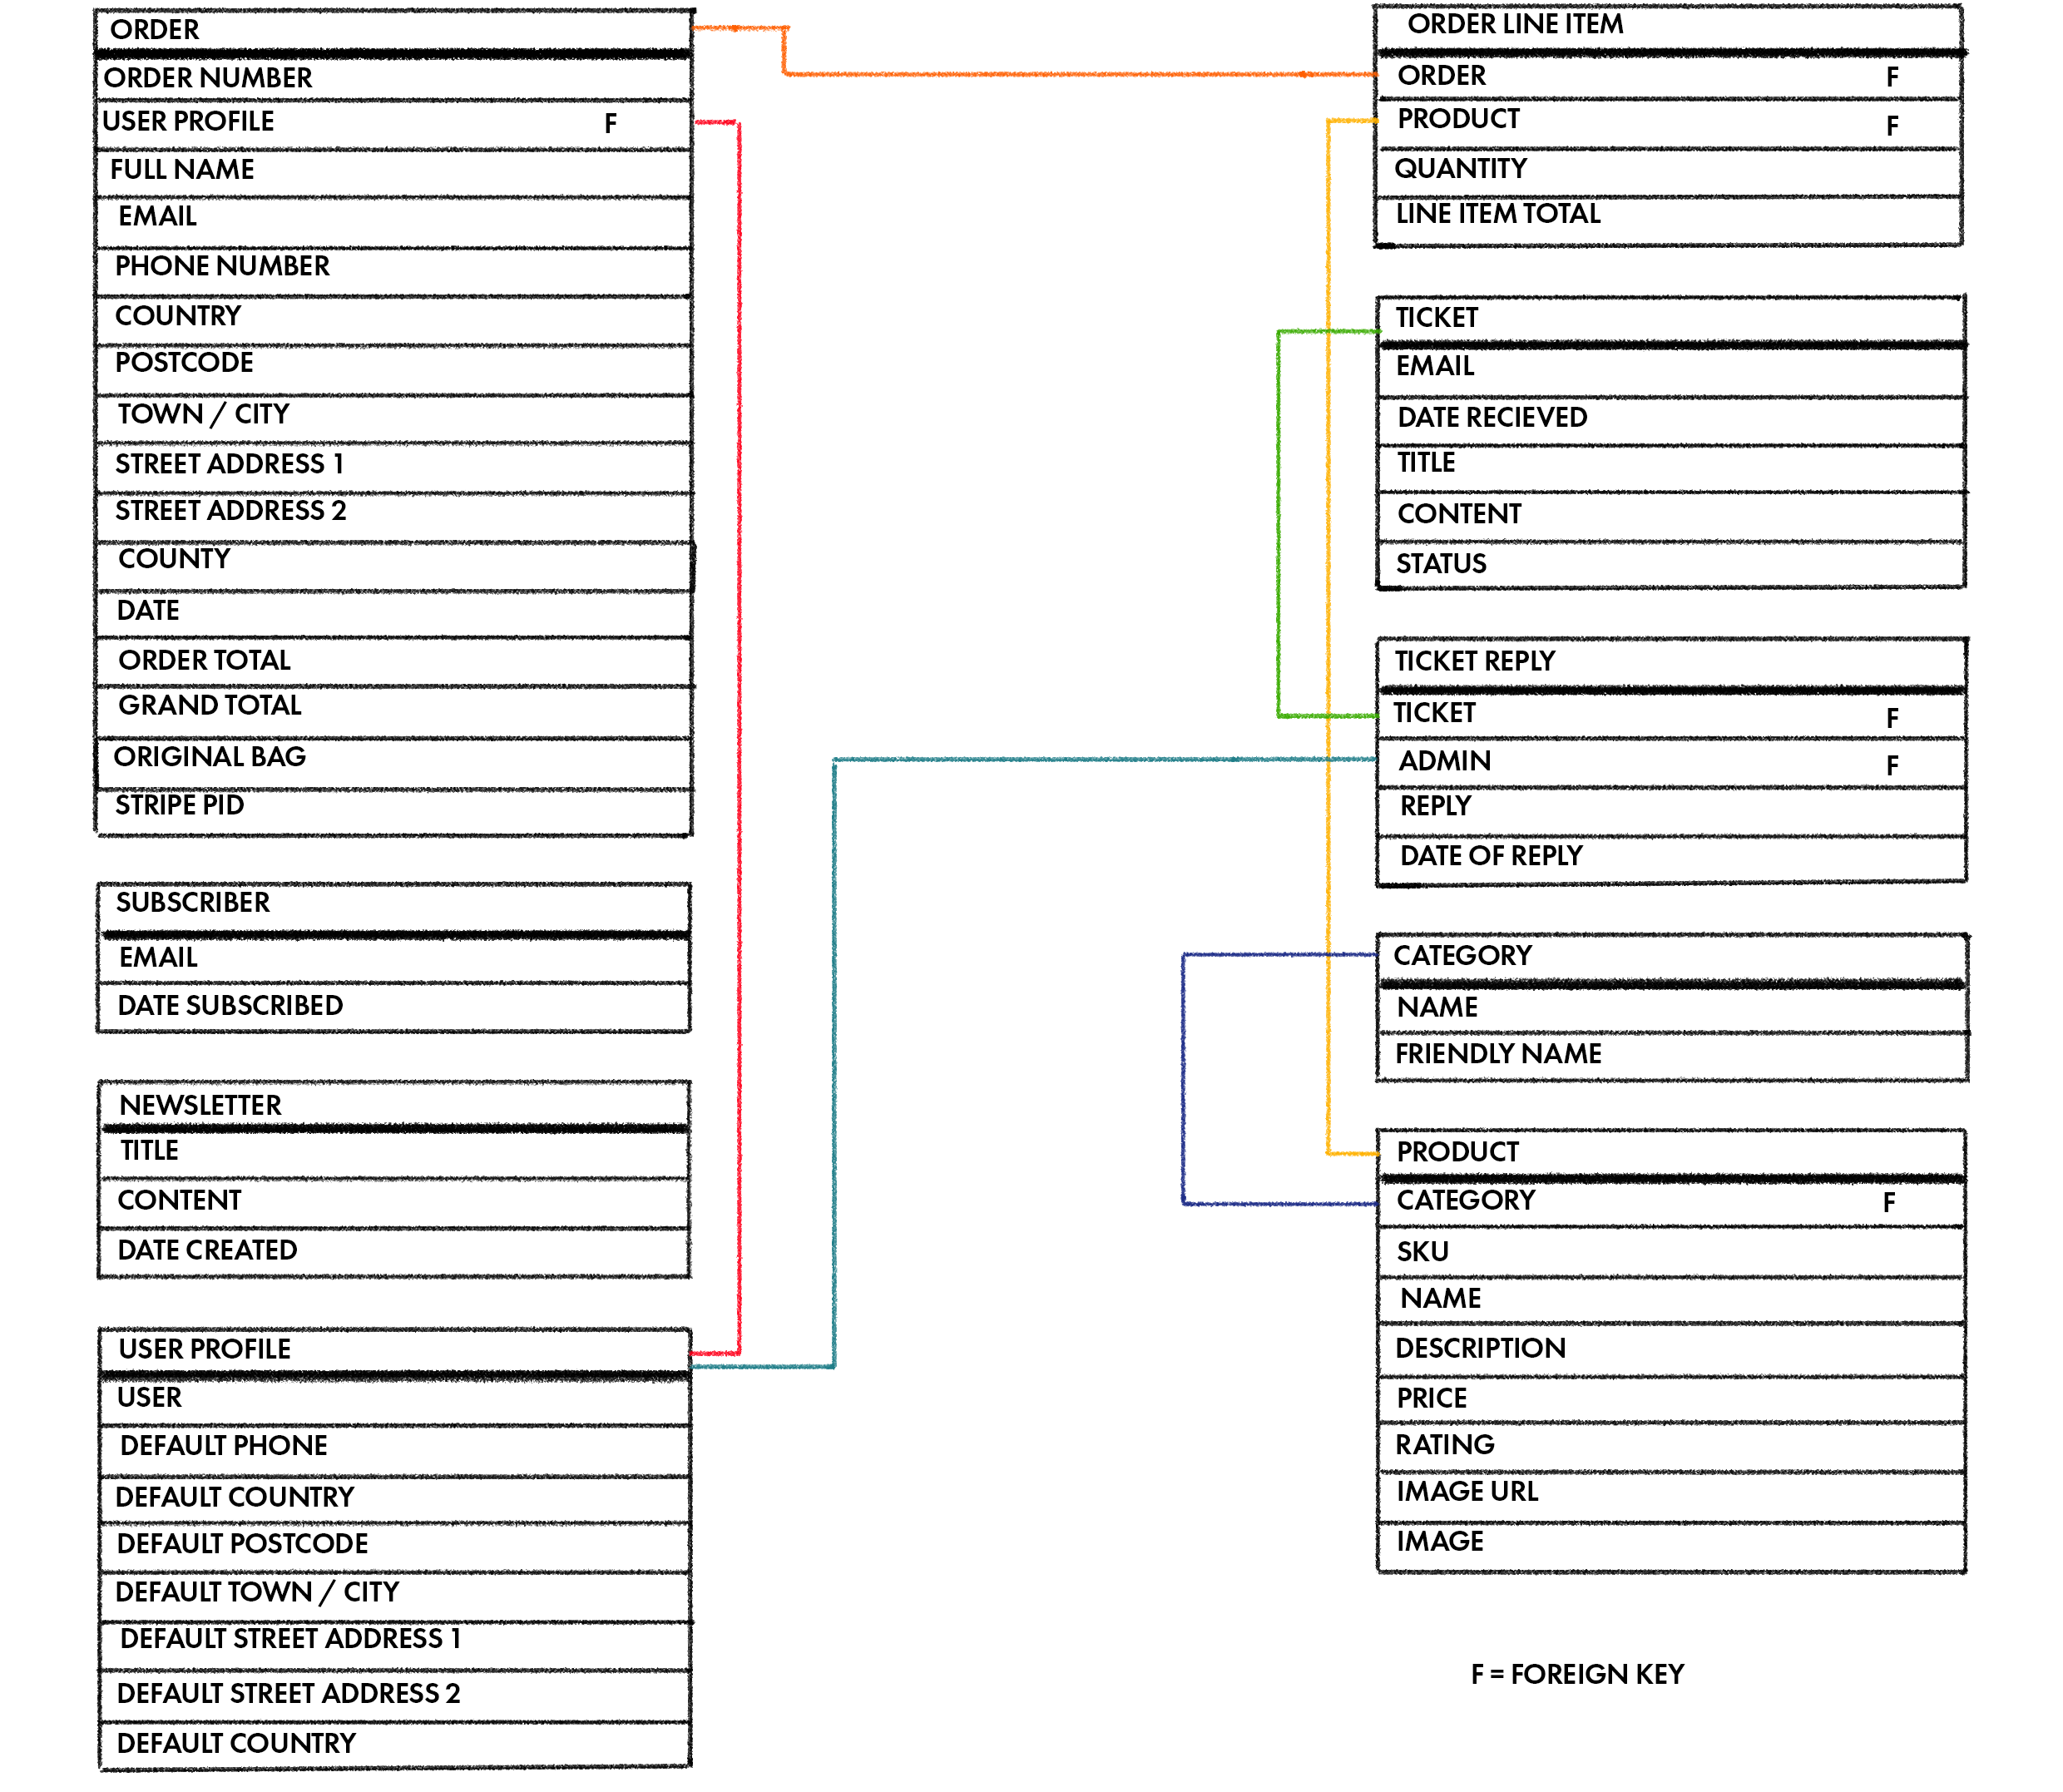 ORDER
ORDER NUMBER
USER PROFILE F
FULL NAME
EMAIL
PHONE NUMBER
COUNTRY
POSTCODE
TOWN / CITY
STREET ADDRESS 1
STREET ADDRESS 2
COUNTY
DATE
ORDER TOTAL
GRAND TOTAL
ORIGINAL BAG
STRIPE PID
SUBSCRIBER
EMAIL
DATE SUBSCRIBED
NEWSLETTER
TITLE
CONTENT
DATE CREATED
USER PROFILE
USER
DEFAULT PHONE
DEFAULT COUNTRY
DEFAULT POSTCODE
DEFAULT TOWN / CITY
DEFAULT STREET ADDRESS 1
DEFAULT STREET ADDRESS 2
DEFAULT COUNTRY
ORDER LINE ITEM
ORDER F
PRODUCT F
QUANTITY
LINE ITEM TOTAL
TICKET
EMAIL
DATE RECIEVED
TITLE
CONTENT
STATUS
TICKET REPLY
TICKET F
ADMIN F
REPLY
DATE OF REPLY
CATEGORY
NAME
FRIENDLY NAME
PRODUCT
CATEGORY F
SKU
NAME
DESCRIPTION
PRICE
RATING
IMAGE URL
IMAGE
F = FOREIGN KEY